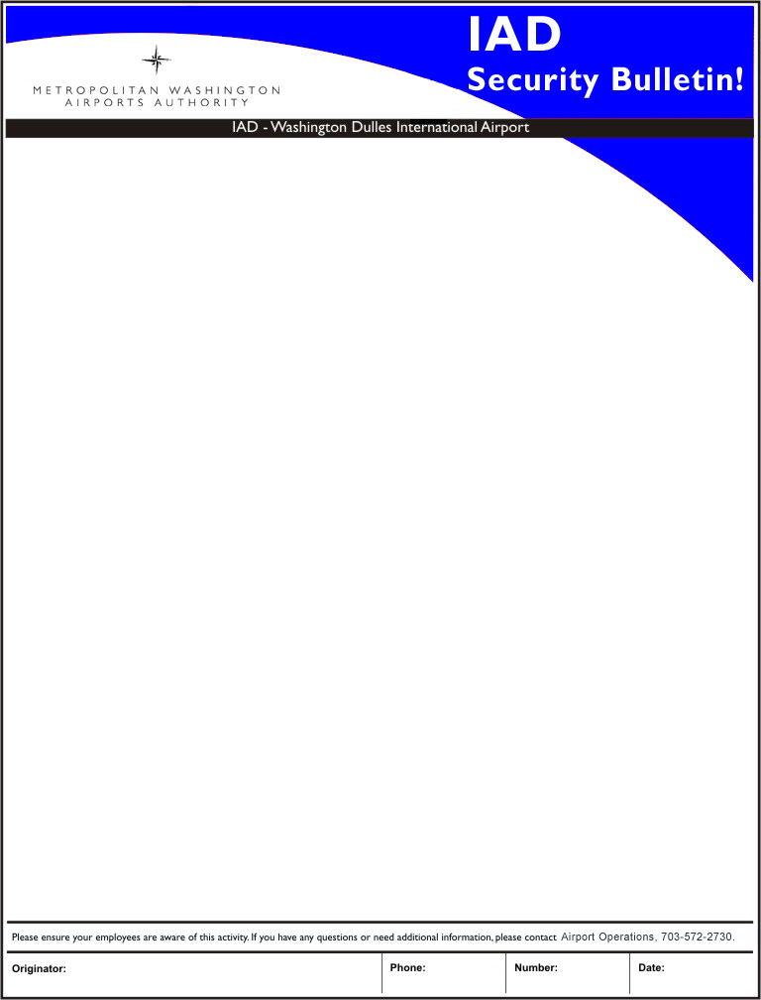 IAD
Security Bulletin!
METROPOLITAN WASHINGTON
AIRPORTS AUTHORITY
IAD - Washington Dulles International Airport
Please ensure your employees are aware of this activity. If you have any questions or need additional information, please contact Airport Operations, 703-572-2730.
Originator: Phone: Number: Date: